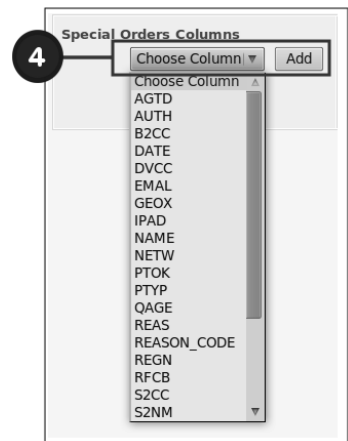 Special Orders Columns
4
Choose Column Add
Choose Column
AGTD
AUTH
B2CC
DATE
DVCC
EMAL
GEOX
IPAD
NAME
NETW
PTOK
PTYP
QAGE
REAS
REASON_CODE
REGN
RFCB
S2CC
S2NM